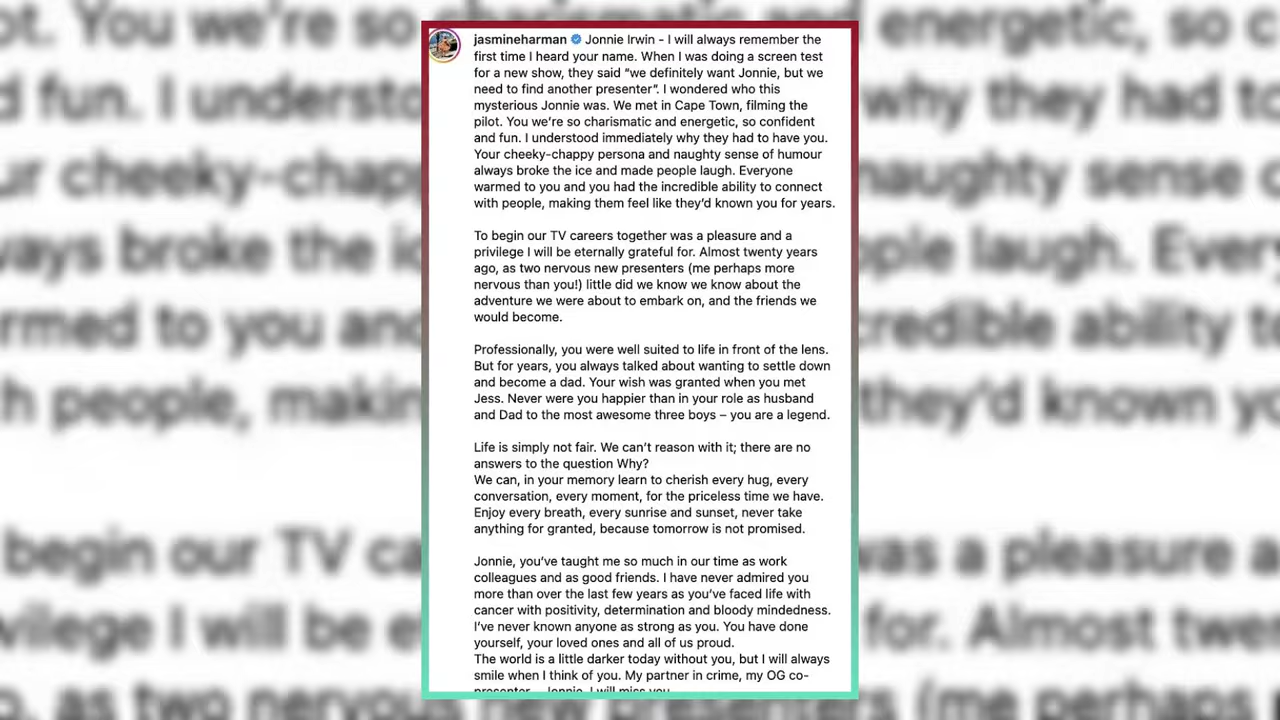 jasmineharman Jonnie Irwin - I will always remember the
first time I heard your name. When I was doing a screen test
for a new show, they said “we definitely want Jonnie, but we
need to find another presenter”. I wondered who this
mysterious Jonnie was. We met in Cape Town, filming the
pilot. You we’re so charismatic and energetic, so confident
and fun. I understood immediately why they had to have you.
Your cheeky-chappy persona and naughty sense of humour
always broke the ice and made people laugh. Everyone
warmed to you and you had the incredible ability to connect
with people, making them feel like they’d known you for years.
To begin our TV careers together was a pleasure and a
privilege I will be eternally grateful for. Almost twenty years
ago, as two nervous new presenters (me perhaps more
nervous than you!) little did we know we know about the
adventure we were about to embark on, and the friends we
would become.
Professionally, you were well suited to life in front of the lens.
But for years, you always talked about wanting to settle down
and become a dad. Your wish was granted when you met
Jess. Never were you happier than in your role as husband
and Dad to the most awesome three boys – you are a legend.
Life is simply not fair. We can’t reason with it; there are no
answers to the question Why?
We can, in your memory learn to cherish every hug, every
conversation, every moment, for the priceless time we have.
Enjoy every breath, every sunrise and sunset, never take
anything for granted, because tomorrow is not promised.
Jonnie, you’ve taught me so much in our time as work
colleagues and as good friends. I have never admired you
more than over the last few years as you’ve faced life with
cancer with positivity, determination and bloody mindedness.
I’ve never known anyone as strong as you. You have done
yourself, your loved ones and all of us proud.
The world is a little darker today without you, but I will always
smile when I think of you. My partner in crime, my OG co-
presenter... Jonnie, I will miss you